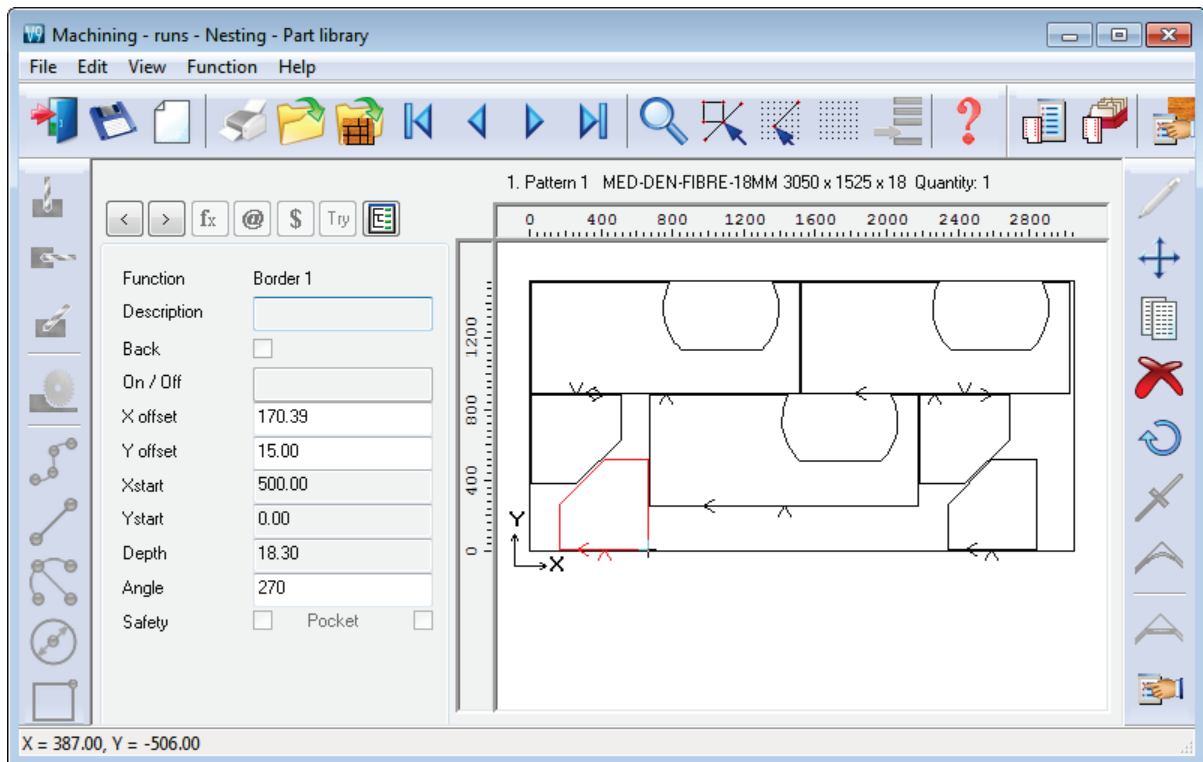 V9 Machining - runs - Nesting - Part library
File Edit View Function Help
1. Pattern 1 MED-DEN-FIBRE-18MM 3050 x 1525 x 18 Quantity: 1
< > fx @ $ Try E
0 400 800 1200 1600 2000 2400 2800
Function Border 1
Description
Back
On / Off
X offset 170.39
Y offset 15.00
Xstart 500.00
Ystart 0.00
Depth 18.30
Angle 270
Safety Pocket
1200
800
400
0
Y
X
X = 387.00, Y = -506.00